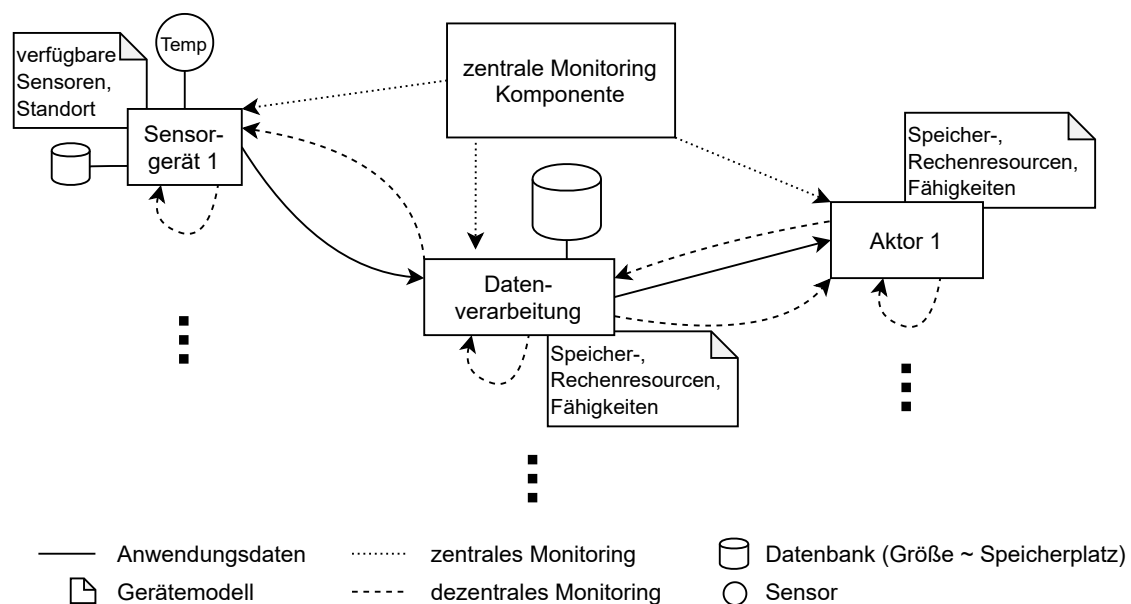 verfügbare
Sensoren,
Standort
Temp
zentrale Monitoring
Komponente
Sensor-
gerät 1
Speicher-,
Rechenresourcen,
Fähigkeiten
Aktor 1
Daten-
verarbeitung
Speicher-,
Rechenresourcen,
Fähigkeiten
Anwendungsdaten
zentrales Monitoring
Datenbank (Größe ~ Speicherplatz)
Gerätemodell
dezentrales Monitoring
Sensor